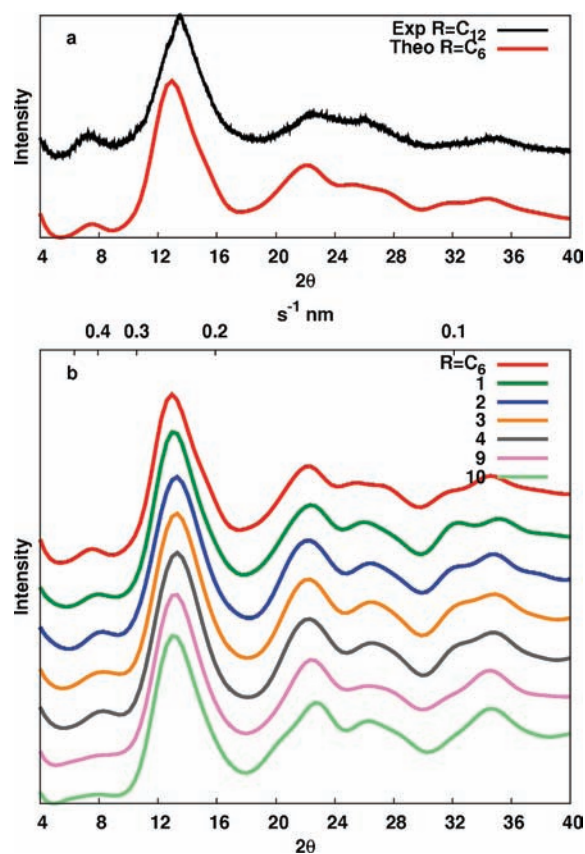 a
Exp R=C12
Theo R=C6
Intensity
4 8 12 16 20 24 28 32 36 40
2θ
s-1 nm
0.4 0.3 0.2 0.1
b
R=C6
1
2
3
4
9
10
Intensity
4 8 12 16 20 24 28 32 36 40
2θ